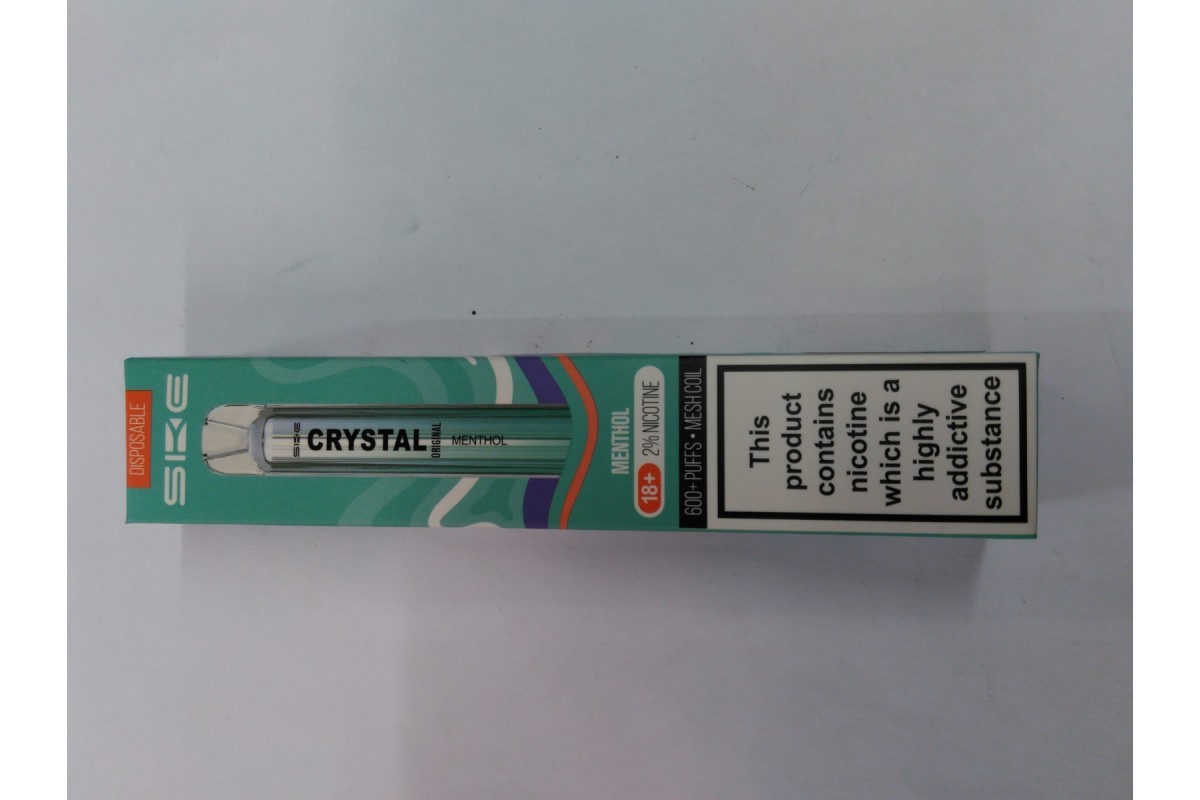 DISPOSABLE
SKE
SKE
CRYSTAL
ORIGINAL
MENTHOL
MENTHOL
18+ 2% NICOTINE
600+ PUFFS • MESH COIL
This
product
contains
nicotine
which is a
highly
addictive
substance